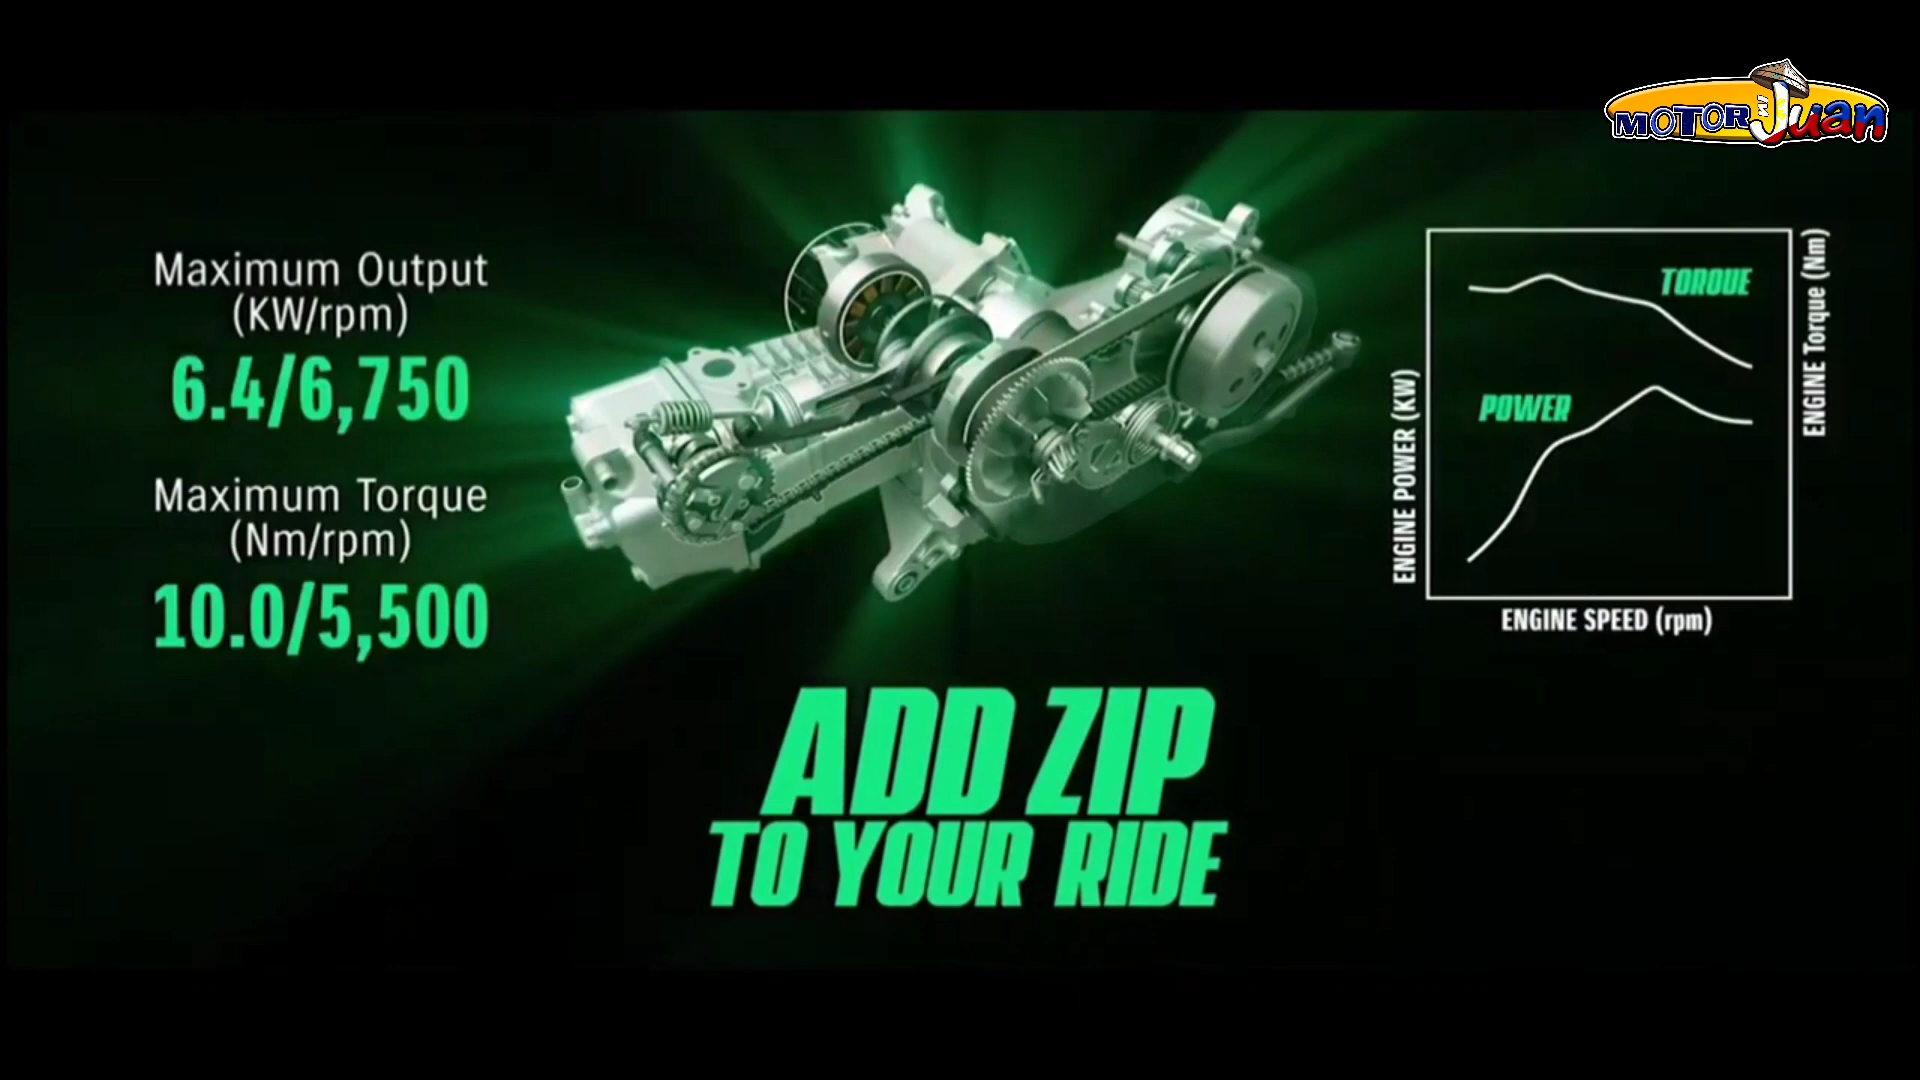 MOTOR ni Juan
Maximum Output
(KW/rpm)
6.4/6,750
Maximum Torque
(Nm/rpm)
10.0/5,500
TORQUE
POWER
ENGINE POWER (KW)
ENGINE Torque (Nm)
ENGINE SPEED (rpm)
ADD ZIP
TO YOUR RIDE